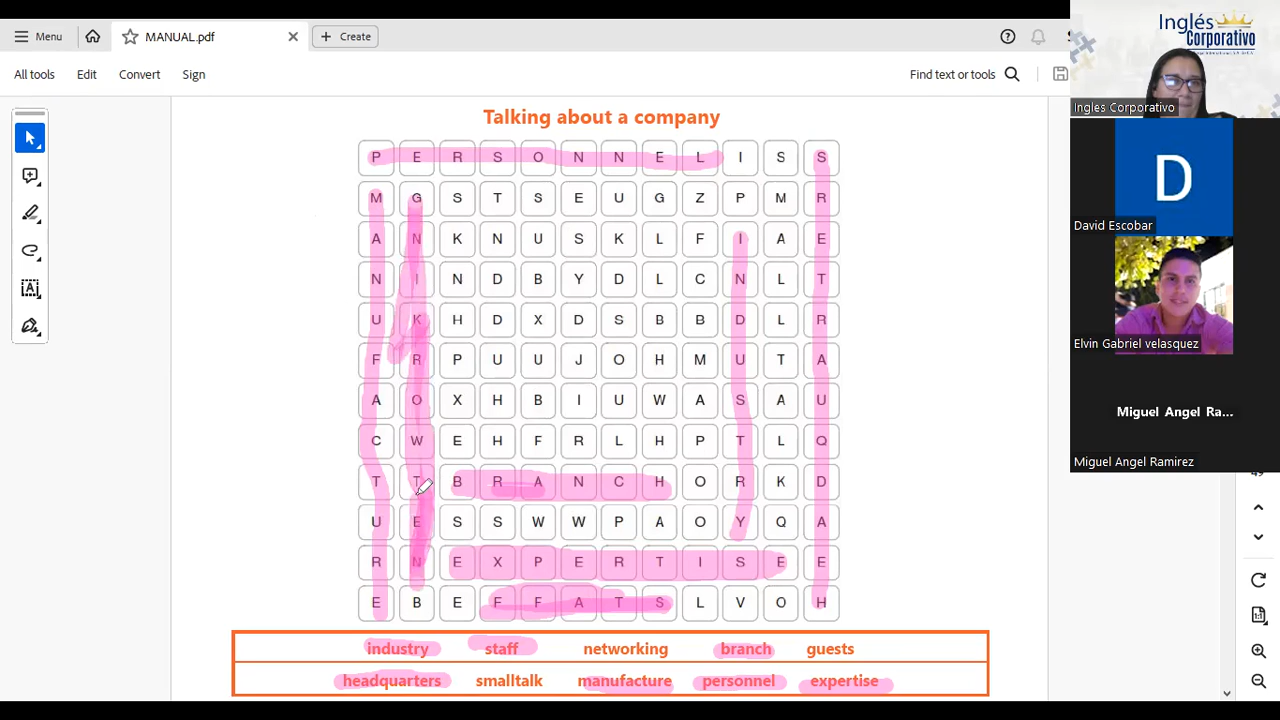 Menu
MANUAL.pdf
Create
All tools
Edit
Convert
Sign
Find text or tools
Talking about a company
P E R S O N N E L I S S
M G S T S E U G Z P M R
A N K N U S K L F I A E
N I N D B Y D L C N L T
U K H D X D S B B D L R
F R P U U J O H M U T A
A O X H B I U W A S A U
C W E H F R L H P T L Q
T T B R A N C H O R K D
U E S S W W P A O Y Q A
R N E X P E R T I S E E
E B E F F A T S L V O H
industry staff networking branch guests
headquarters smalltalk manufacture personnel expertise
Inglés
Corporativo
Ingles Corporativo
D
David Escobar
Elvin Gabriel velasquez
Miguel Angel Ra...
Miguel Angel Ramirez